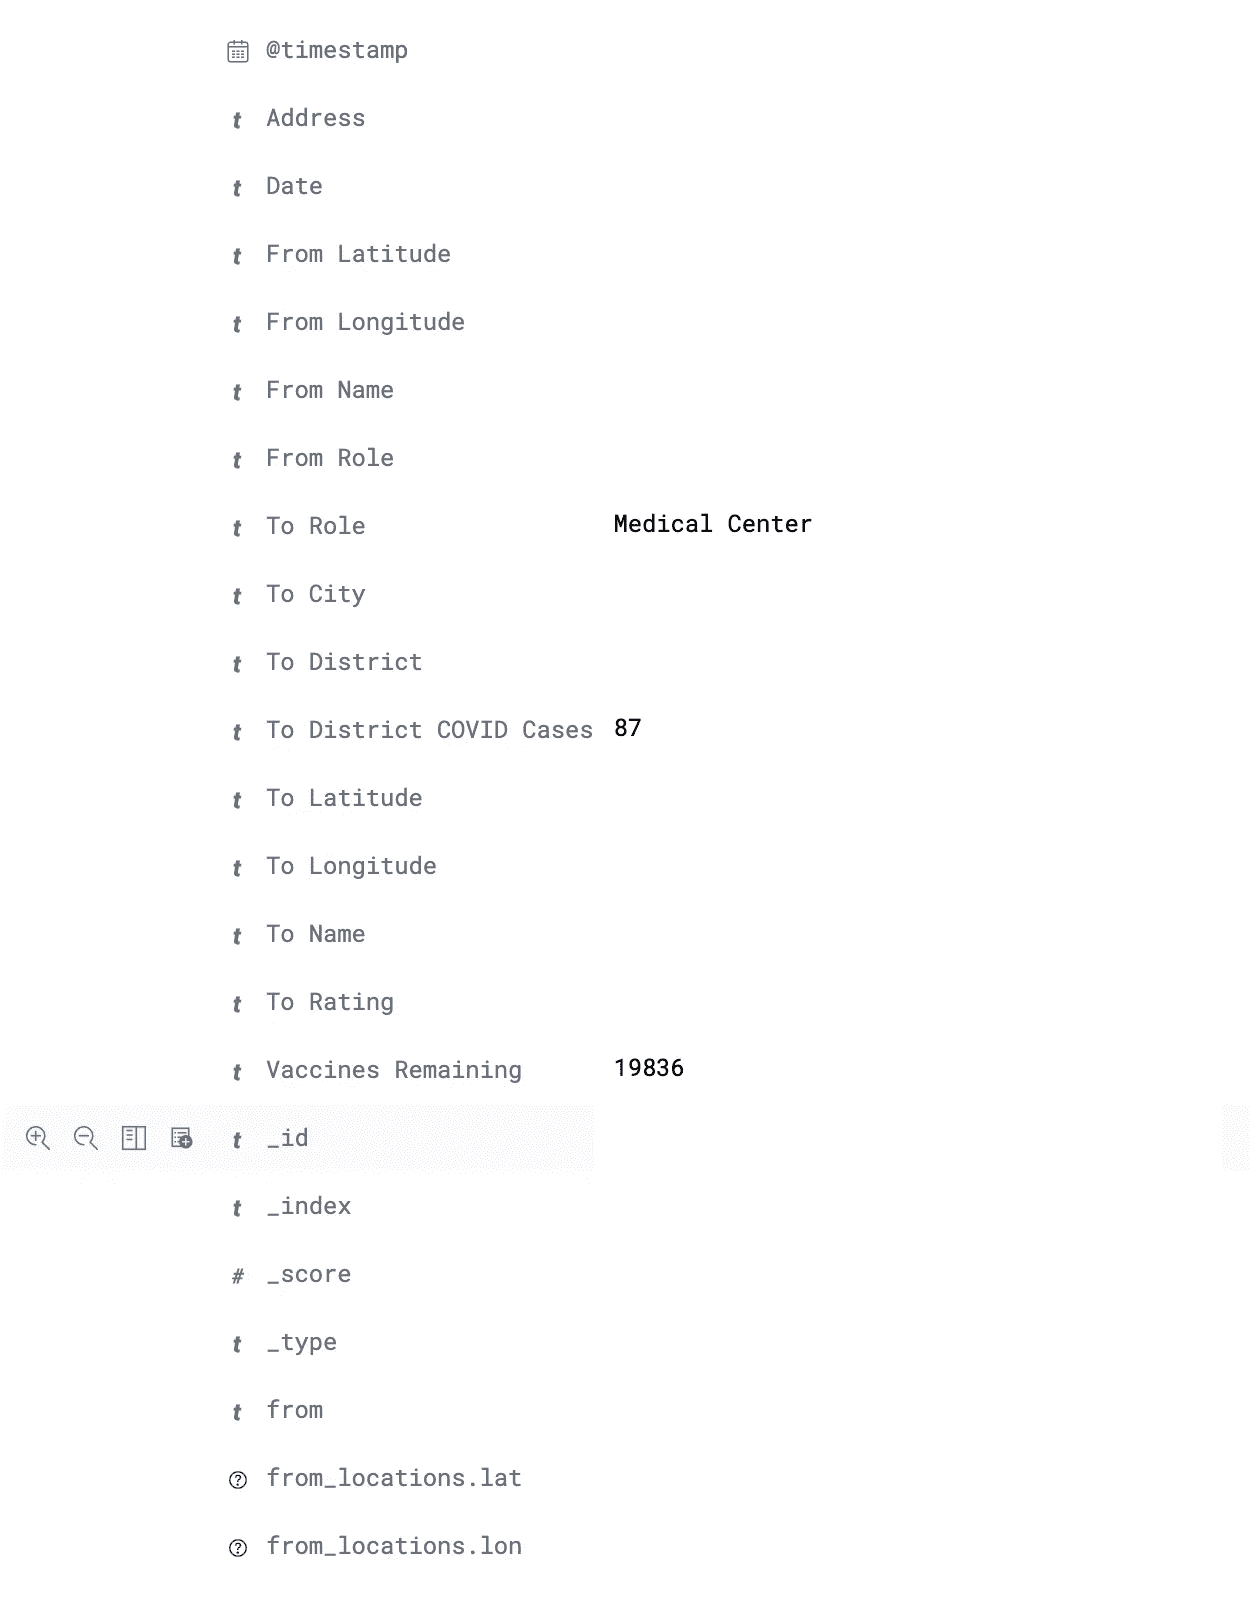 @timestamp
t Address
t Date
t From Latitude
t From Longitude
t From Name
t From Role
t To Role Medical Center
t To City
t To District
t To District COVID Cases 87
t To Latitude
t To Longitude
t To Name
t To Rating
t Vaccines Remaining 19836
t _id
t _index
# _score
t _type
t from
? from_locations.lat
? from_locations.lon